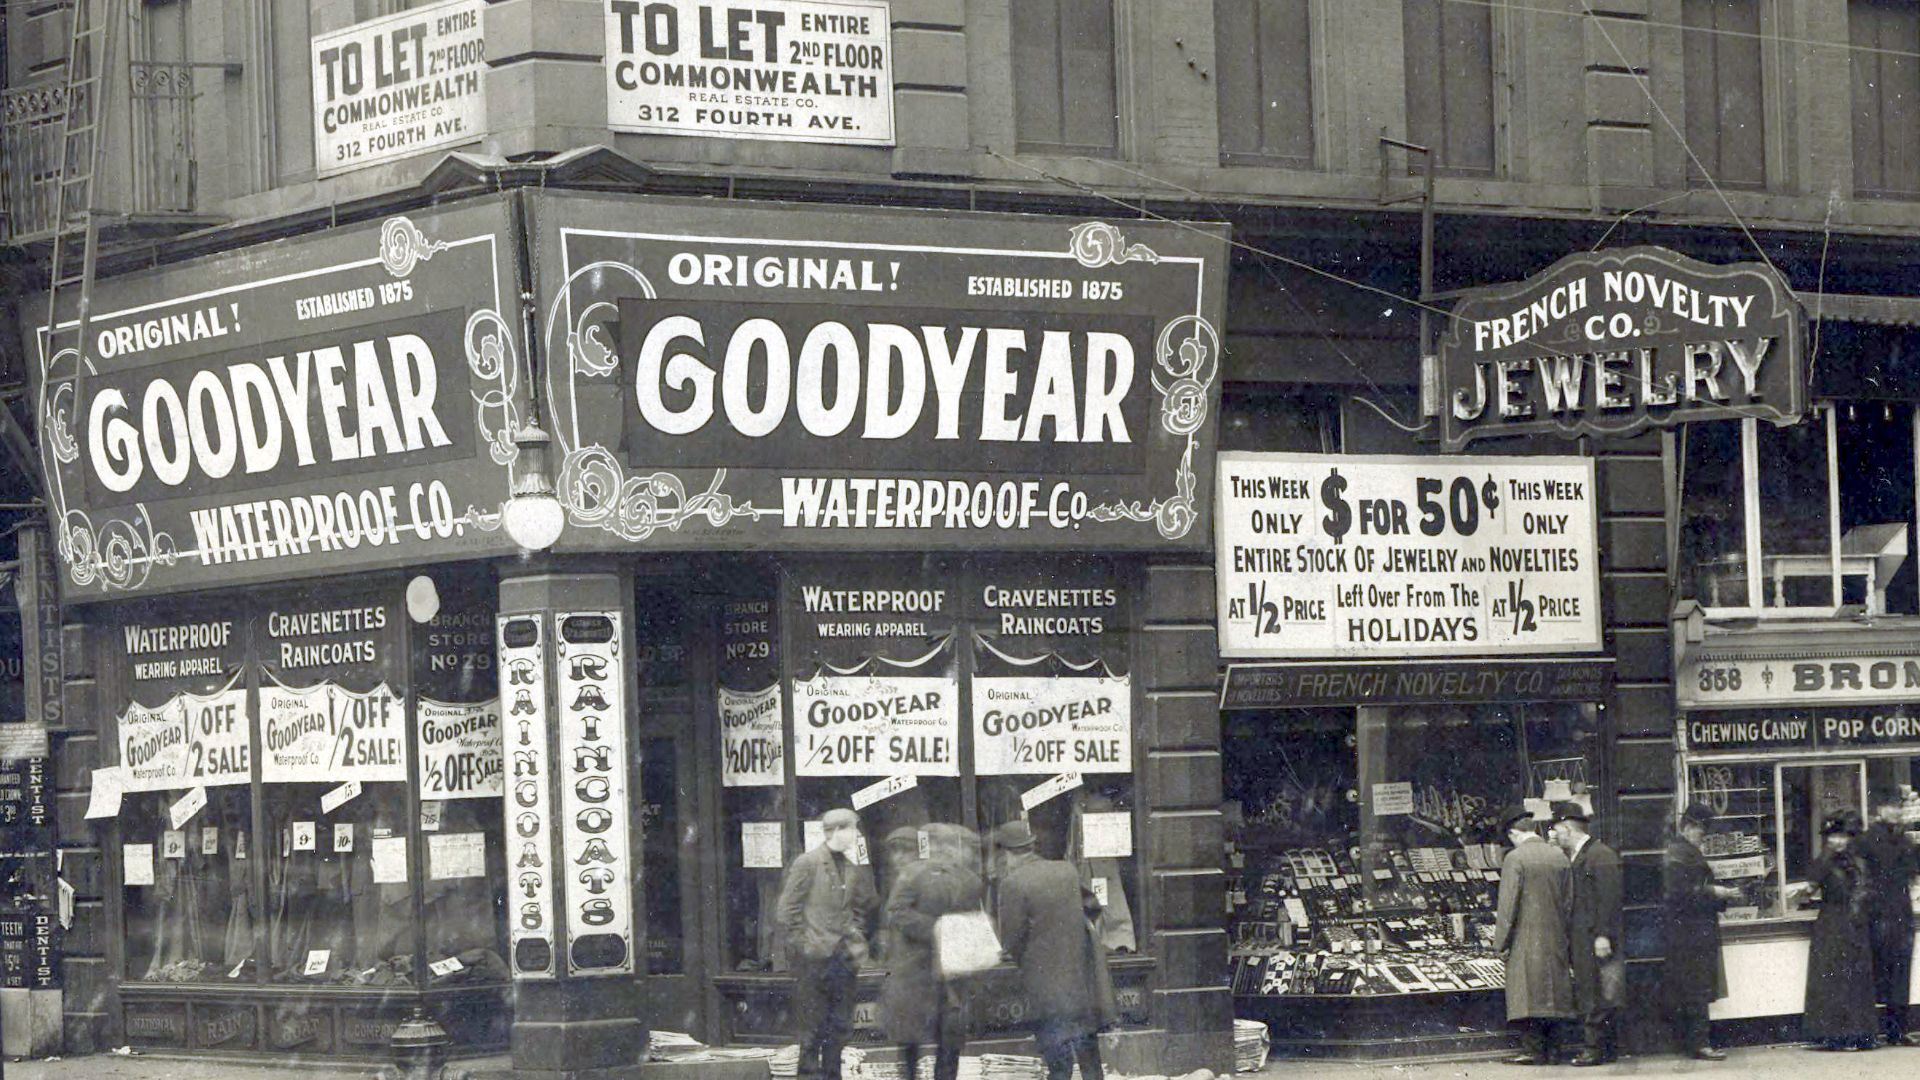 TO LET ENTIRE
2ND FLOOR
COMMONWEALTH
REAL ESTATE CO.
312 FOURTH AVE.
TO LET ENTIRE
2ND FLOOR
COMMONWEALTH
REAL ESTATE CO.
312 FOURTH AVE.
ORIGINAL! ESTABLISHED 1875
GOODYEAR
WATERPROOF CO.
ORIGINAL! ESTABLISHED 1875
GOODYEAR
WATERPROOF CO.
FRENCH NOVELTY
CO.
JEWELRY
THIS WEEK ONLY $ FOR 50¢ THIS WEEK ONLY
ENTIRE STOCK OF JEWELRY AND NOVELTIES
AT 1/2 PRICE Left Over From The HOLIDAYS AT 1/2 PRICE
FRENCH NOVELTY CO.
358 BRON
CHEWING CANDY POP CORN
WATERPROOF
WEARING APPAREL
CRAVENETTES
RAINCOATS
BRANCH
STORE
No 29
BRANCH
STORE
No 29
WATERPROOF
WEARING APPAREL
CRAVENETTES
RAINCOATS
ORIGINAL
GOODYEAR
Waterproof Co.
1/2 OFF SALE
ORIGINAL
GOODYEAR
Waterproof Co.
1/2 OFF SALE!
ORIGINAL
GOODYEAR
1/2 OFF SALE
RAINCOATS
RAINCOATS
GOODYEAR
1/2 OFF SALE
ORIGINAL
GOODYEAR
WATERPROOF Co
1/2 OFF SALE!
ORIGINAL
GOODYEAR
WATERPROOF Co
1/2 OFF SALE
NATIONAL RAIN COAT COMPANY
DENTIST
DENTIST
TEETH